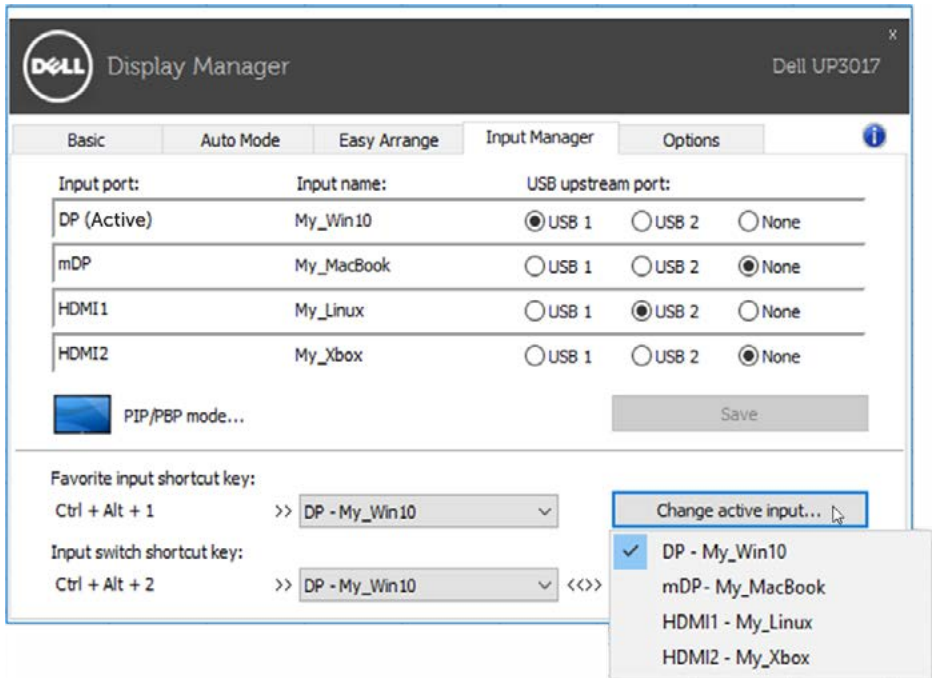 DELL Display Manager Dell UP3017
x
Basic Auto Mode Easy Arrange Input Manager Options i
Input port: Input name: USB upstream port:
DP (Active) My_Win10 USB 1 USB 2 None
mDP My_MacBook USB 1 USB 2 None
HDMI1 My_Linux USB 1 USB 2 None
HDMI2 My_Xbox USB 1 USB 2 None
PIP/PBP mode... Save
Favorite input shortcut key:
Ctrl + Alt + 1 >> DP - My_Win10 Change active input...
Input switch shortcut key:
Ctrl + Alt + 2 >> DP - My_Win10 <<>>
DP - My_Win10
mDP- My_MacBook
HDMI1 - My_Linux
HDMI2 - My_Xbox